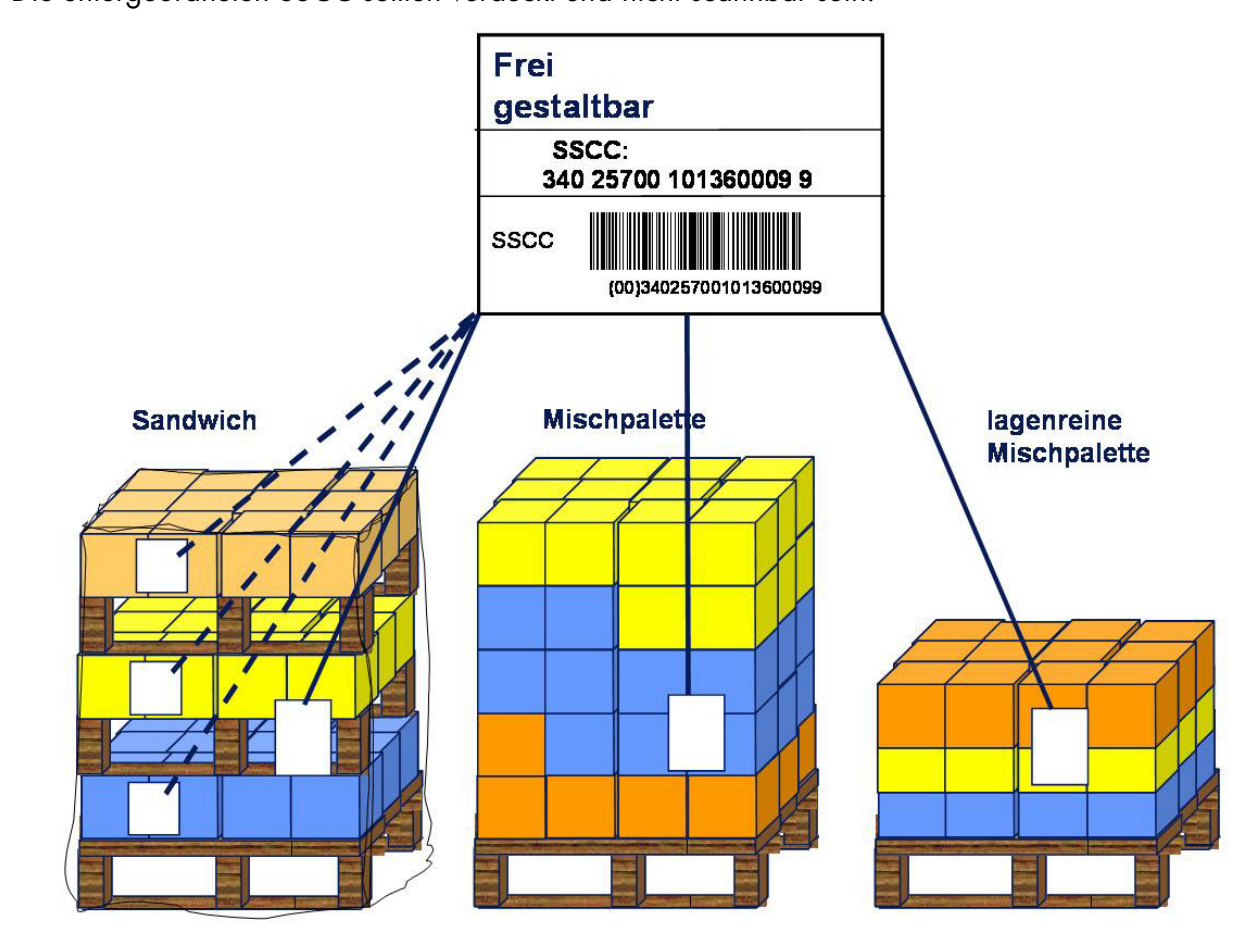 Frei
gestaltbar
SSCC:
340 25700 101360009 9
SSCC
(00)340257001013600099
Sandwich
Mischpalette
lagenreine
Mischpalette